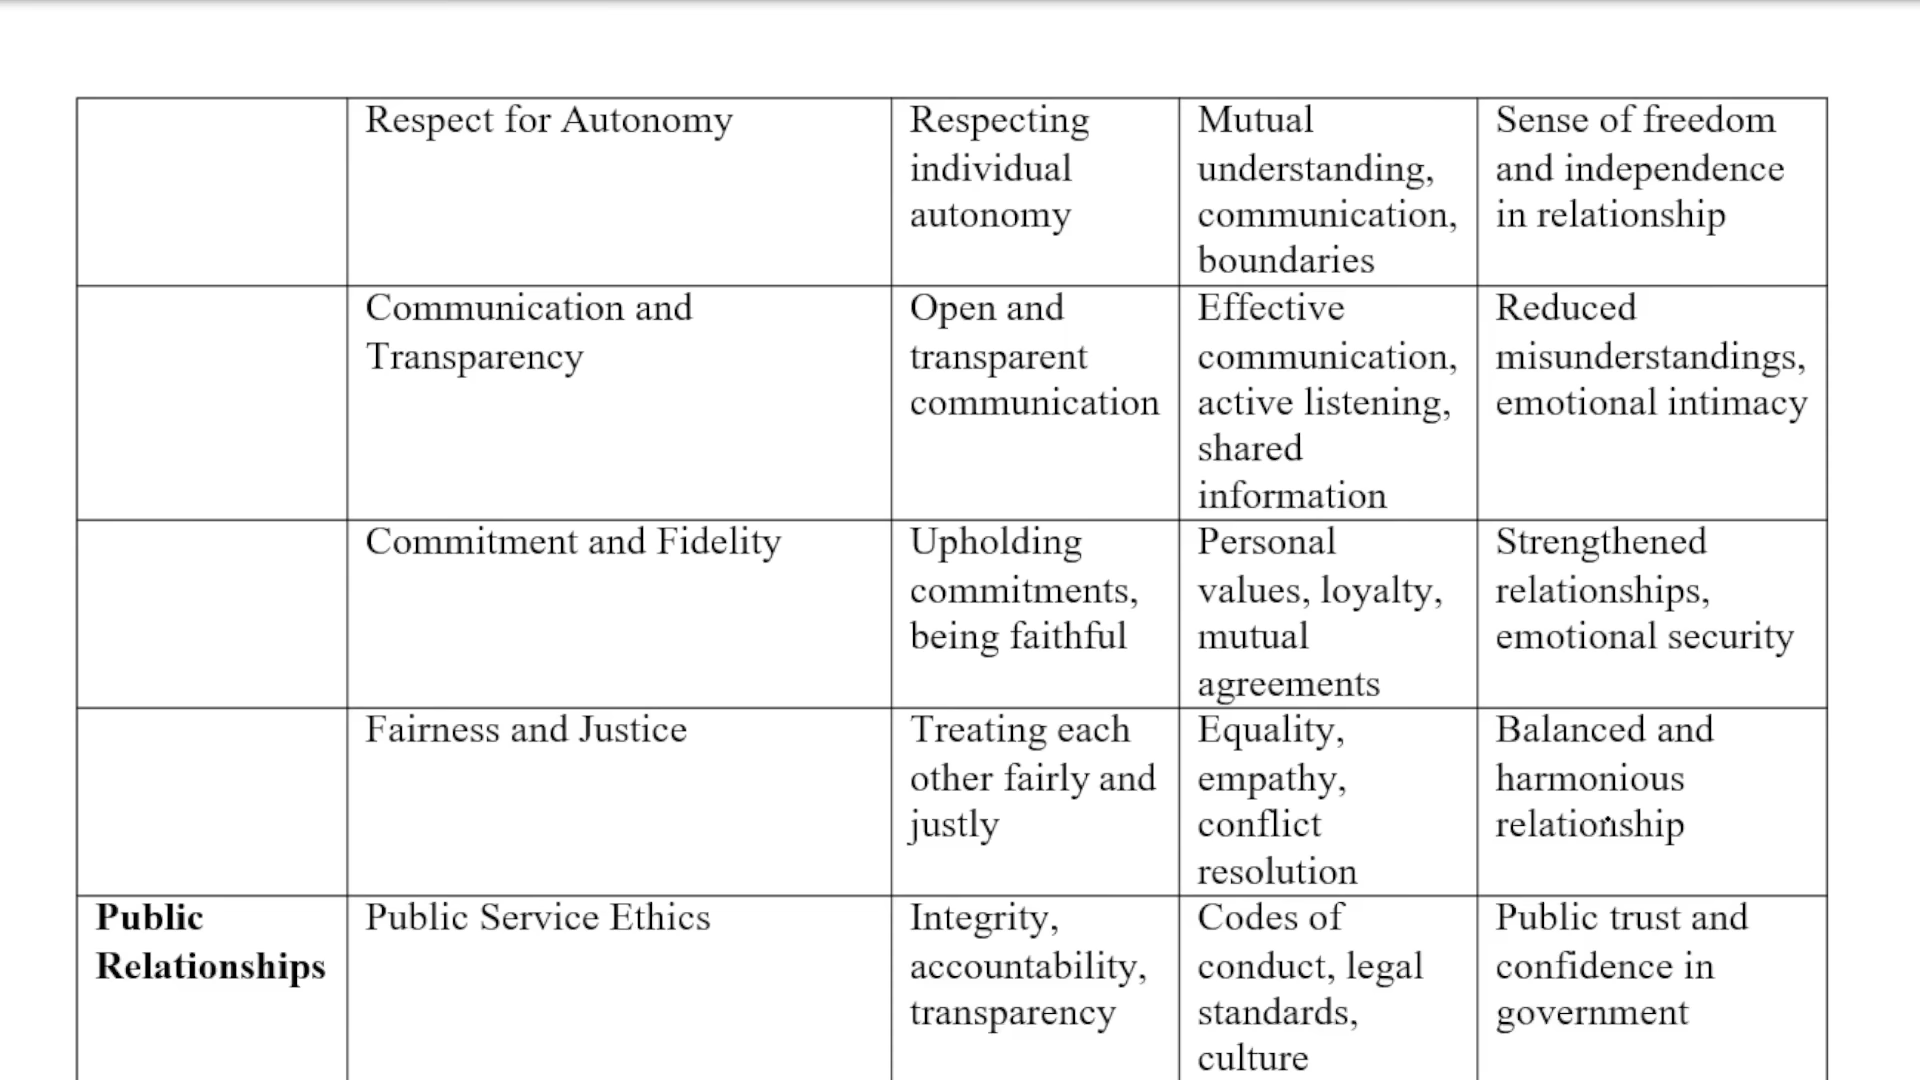 Respect for Autonomy
Respecting
individual
autonomy
Mutual
understanding,
communication,
boundaries
Sense of freedom
and independence
in relationship
Communication and
Transparency
Open and
transparent
communication
Effective
communication,
active listening,
shared
information
Reduced
misunderstandings,
emotional intimacy
Commitment and Fidelity
Upholding
commitments,
being faithful
Personal
values, loyalty,
mutual
agreements
Strengthened
relationships,
emotional security
Fairness and Justice
Treating each
other fairly and
justly
Equality,
empathy,
conflict
resolution
Balanced and
harmonious
relationship
Public
Relationships
Public Service Ethics
Integrity,
accountability,
transparency
Codes of
conduct, legal
standards,
culture
Public trust and
confidence in
government